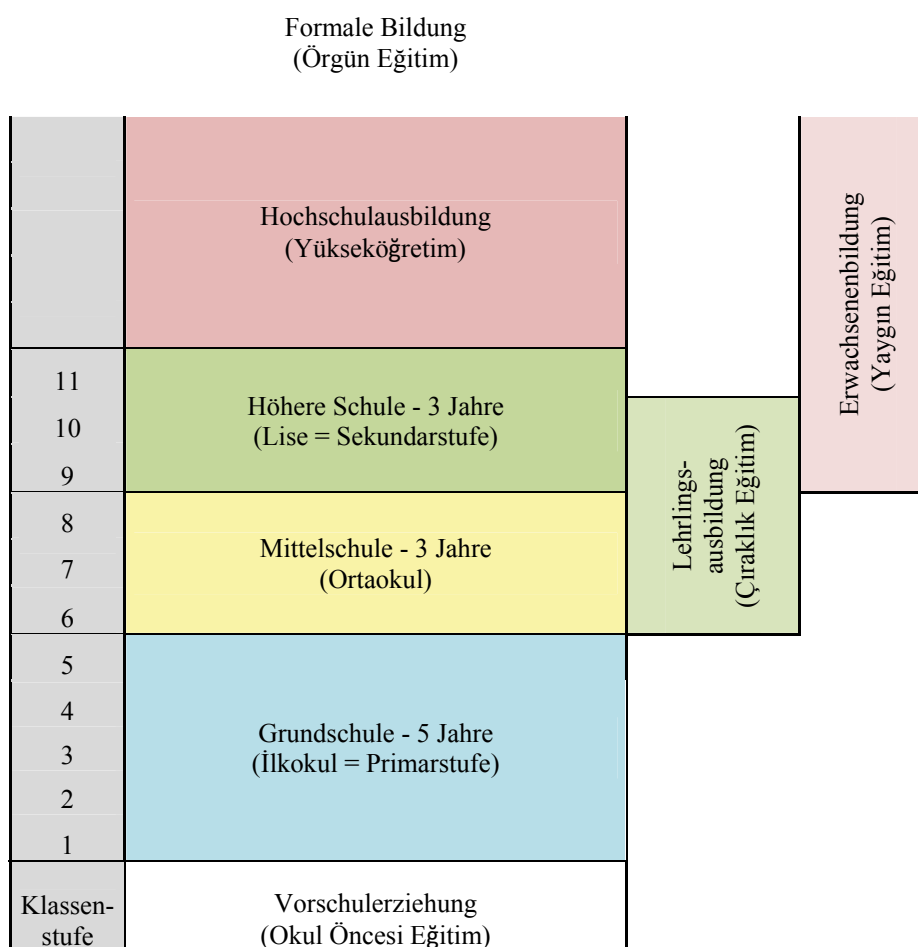 Formale Bildung
(Örgün Eğitim)
Hochschulausbildung
(Yükseköğretim)
Erwachsenenbildung
(Yaygın Eğitim)
11
10
9
Höhere Schule - 3 Jahre
(Lise = Sekundarstufe)
Lehrlings-
ausbildung
(Çıraklık Eğitim)
8
7
6
Mittelschule - 3 Jahre
(Ortaokul)
5
4
3
2
1
Grundschule - 5 Jahre
(İlkokul = Primarstufe)
Klassen-
stufe
Vorschulerziehung
(Okul Öncesi Eğitim)